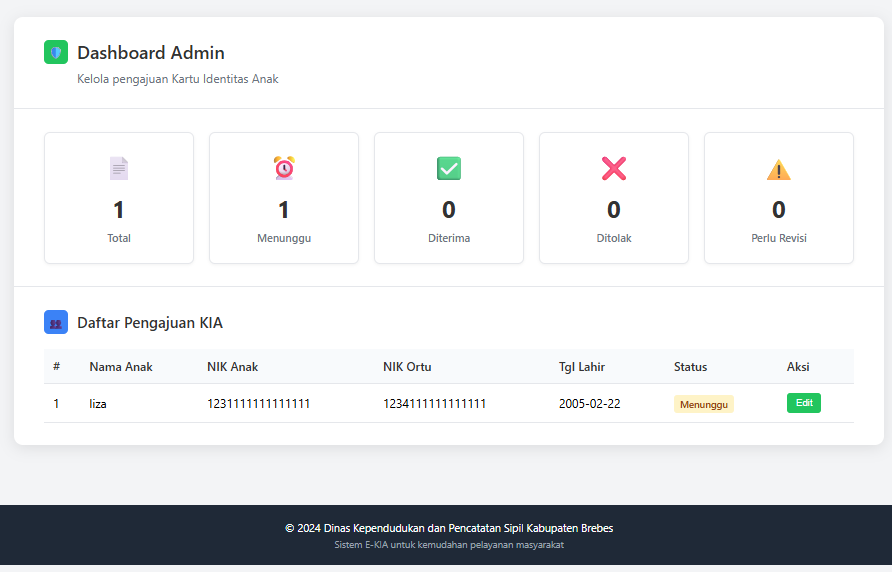 Dashboard Admin
Kelola pengajuan Kartu Identitas Anak
1
Total
1
Menunggu
0
Diterima
0
Ditolak
0
Perlu Revisi
Daftar Pengajuan KIA
# Nama Anak NIK Anak NIK Ortu Tgl Lahir Status Aksi
1 liza 1231111111111111 1234111111111111 2005-02-22 Menunggu Edit
© 2024 Dinas Kependudukan dan Pencatatan Sipil Kabupaten Brebes
Sistem E-KIA untuk kemudahan pelayanan masyarakat